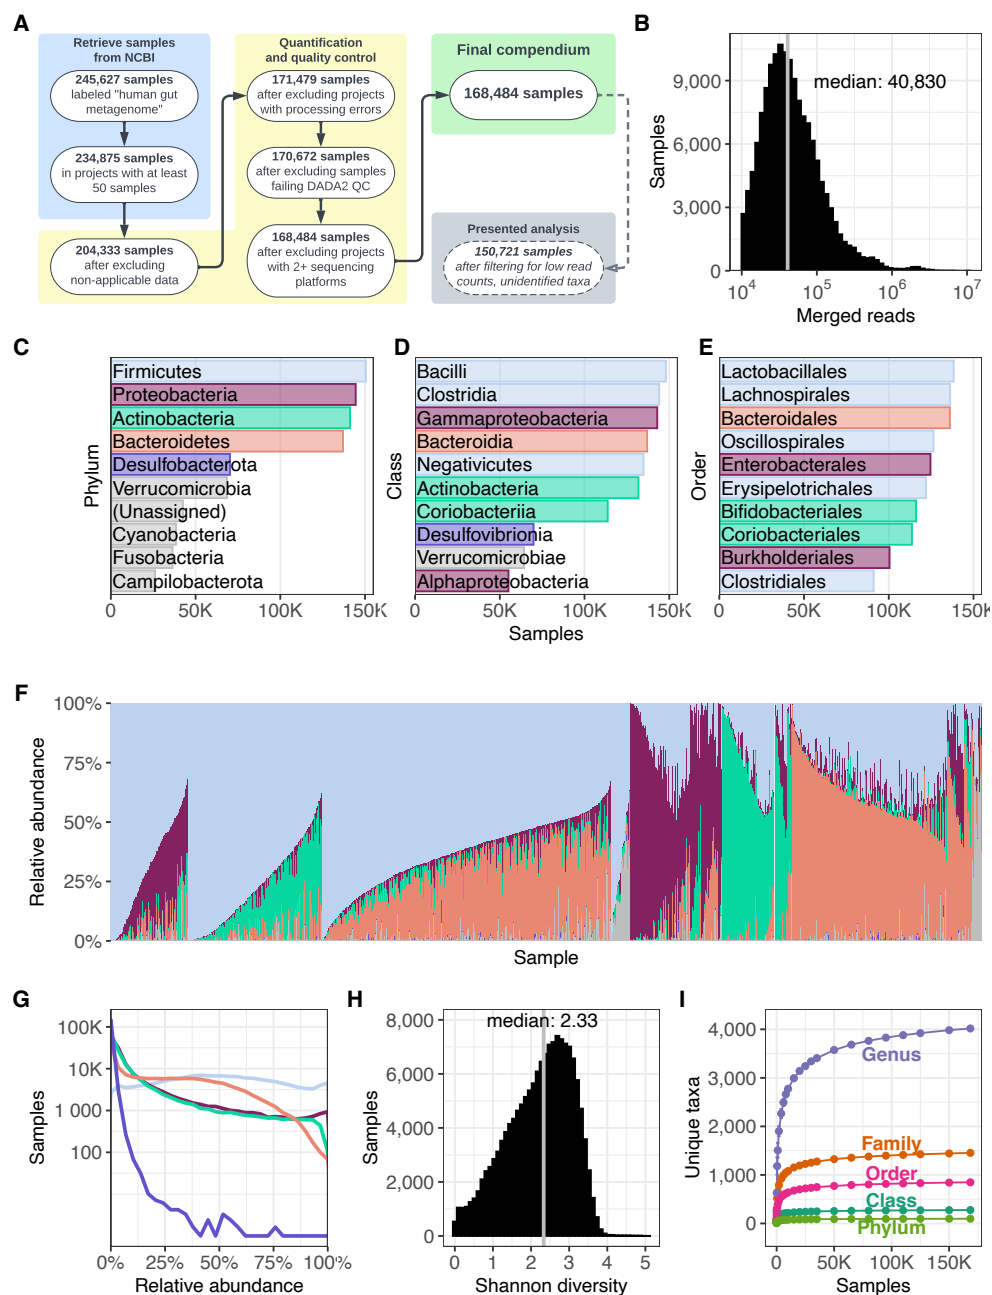 A
Retrieve samples
from NCBI
245,627 samples
labeled "human gut
metagenome"
234,875 samples
in projects with at least
50 samples
204,333 samples
after excluding
non-applicable data
Quantification
and quality control
171,479 samples
after excluding projects
with processing errors
170,672 samples
after excluding samples
failing DADA2 QC
168,484 samples
after excluding projects
with 2+ sequencing
platforms
Final compendium
168,484 samples
Presented analysis
150,721 samples
after filtering for low read
counts, unidentified taxa
B
median: 40,830
Samples
9,000
6,000
3,000
0
10^4 10^5 10^6 10^7
Merged reads
C
Phylum
Firmicutes
Proteobacteria
Actinobacteria
Bacteroidetes
Desulfobacterota
Verrucomicrobia
(Unassigned)
Cyanobacteria
Fusobacteria
Campilobacterota
0 50K 100K 150K
D
Class
Bacilli
Clostridia
Gammaproteobacteria
Bacteroidia
Negativicutes
Actinobacteria
Coriobacteriia
Desulfovibrionia
Verrucomicrobiae
Alphaproteobacteria
0 50K 100K 150K
Samples
E
Order
Lactobacillales
Lachnospirales
Bacteroidales
Oscillospirales
Enterobacterales
Erysipelotrichales
Bifidobacteriales
Coriobacteriales
Burkholderiales
Clostridiales
0 50K 100K 150K
F
Relative abundance
100%
75%
50%
25%
0%
Sample
G
Samples
100K
10K
1 000
100
0% 25% 50% 75% 100%
Relative abundance
H
median: 2.33
Samples
8,000
6,000
4,000
2,000
0
0 1 2 3 4 5
Shannon diversity
I
Unique taxa
4,000
3,000
2,000
1,000
0
Genus
Family
Order
Class
Phylum
0 50K 100K 150K
Samples